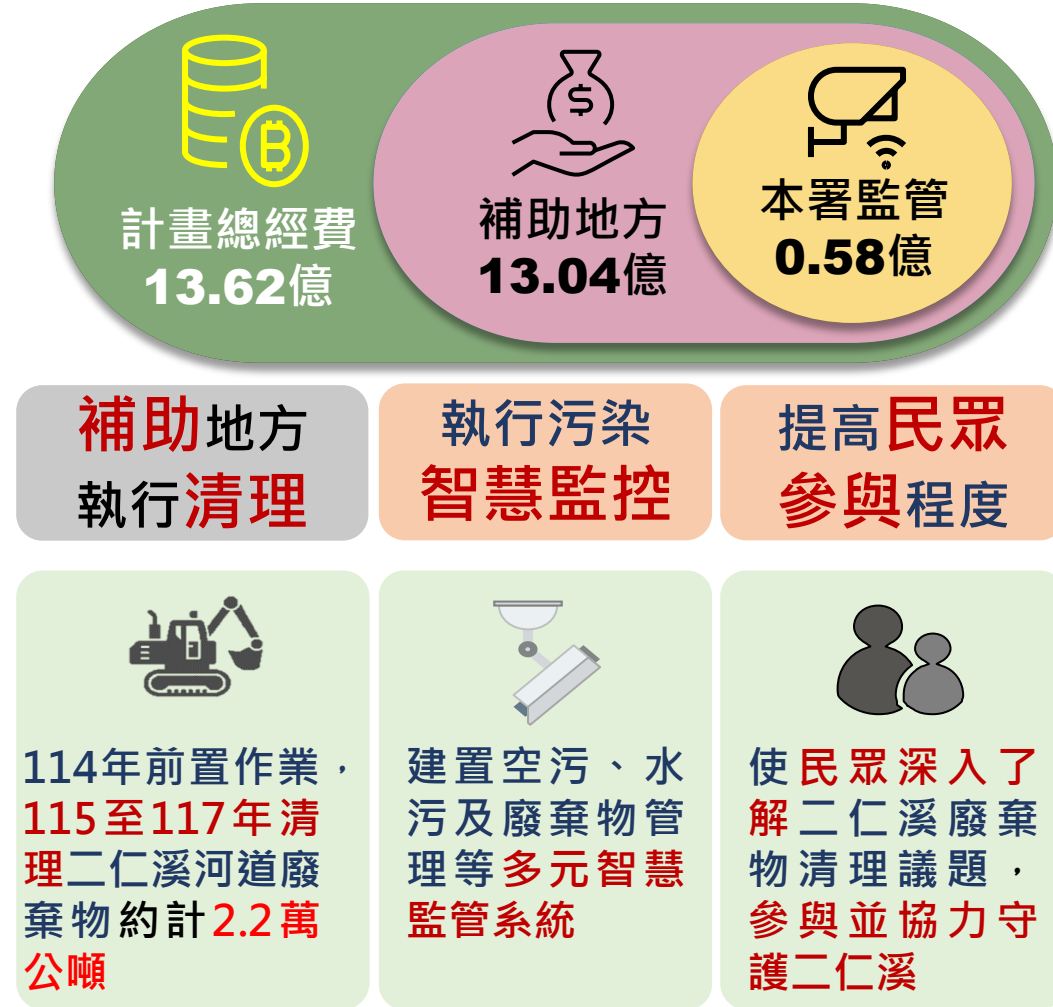 計畫總經費
13.62億
補助地方
13.04億
本署監管
0.58億
補助地方
執行清理
執行污染
智慧監控
提高民眾
參與程度
114年前置作業，
115至117年清
理二仁溪河道廢
棄物約計2.2萬
公噸
建置空污、水
污及廢棄物管
理等多元智慧
監管系統
使民眾深入了
解二仁溪廢棄
物清理議題，
參與並協力守
護二仁溪